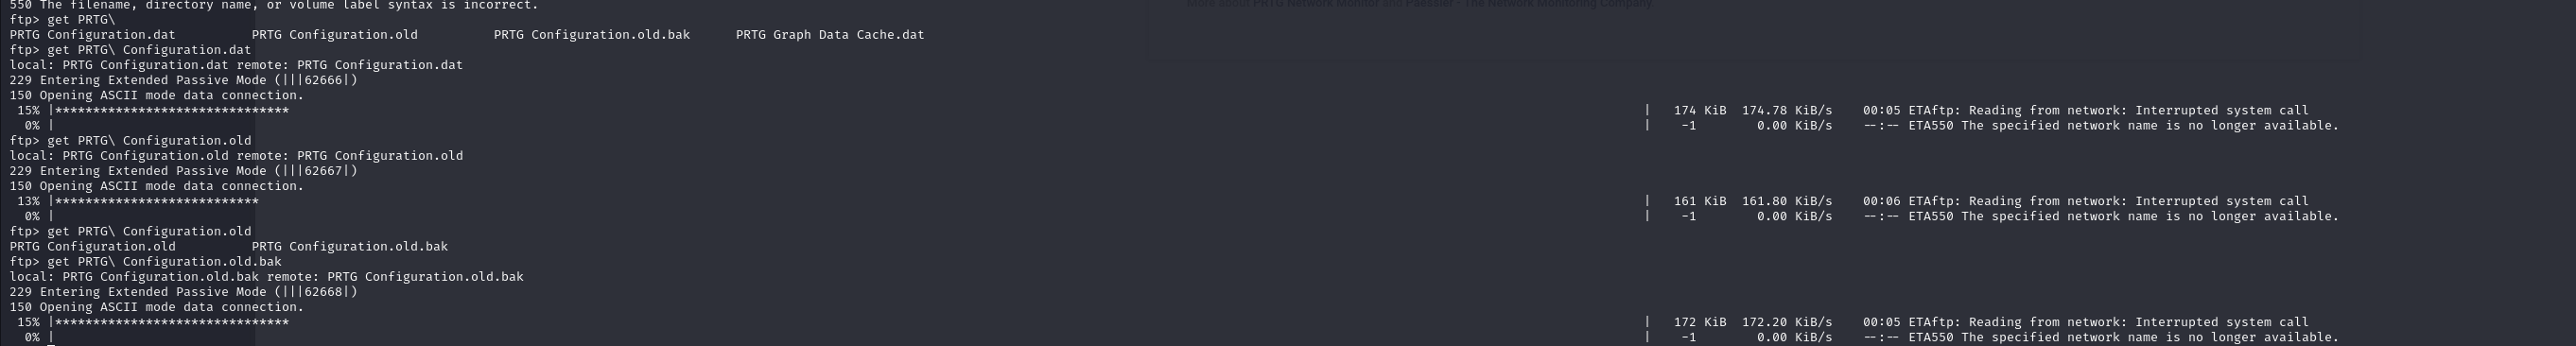 More about PRTG Network Monitor and Paessler - The Network Monitoring Company
550 The filename, directory name, or volume label syntax is incorrect.
ftp> get PRTG\
PRTG Configuration.dat          PRTG Configuration.old          PRTG Configuration.old.bak      PRTG Graph Data Cache.dat
ftp> get PRTG\ Configuration.dat
local: PRTG Configuration.dat remote: PRTG Configuration.dat
229 Entering Extended Passive Mode (|||62666|)
150 Opening ASCII mode data connection.
 15% |*******************************                    |   174 KiB  174.78 KiB/s    00:05 ETAftp: Reading from network: Interrupted system call
  0% |                    |    -1        0.00 KiB/s    --:-- ETA550 The specified network name is no longer available.
ftp> get PRTG\ Configuration.old
local: PRTG Configuration.old remote: PRTG Configuration.old
229 Entering Extended Passive Mode (|||62667|)
150 Opening ASCII mode data connection.
 13% |***************************                    |   161 KiB  161.80 KiB/s    00:06 ETAftp: Reading from network: Interrupted system call
  0% |                    |    -1        0.00 KiB/s    --:-- ETA550 The specified network name is no longer available.
ftp> get PRTG\ Configuration.old
PRTG Configuration.old          PRTG Configuration.old.bak
ftp> get PRTG\ Configuration.old.bak
local: PRTG Configuration.old.bak remote: PRTG Configuration.old.bak
229 Entering Extended Passive Mode (|||62668|)
150 Opening ASCII mode data connection.
 15% |*******************************                    |   172 KiB  172.20 KiB/s    00:05 ETAftp: Reading from network: Interrupted system call
  0% |                    |    -1        0.00 KiB/s    --:-- ETA550 The specified network name is no longer available.